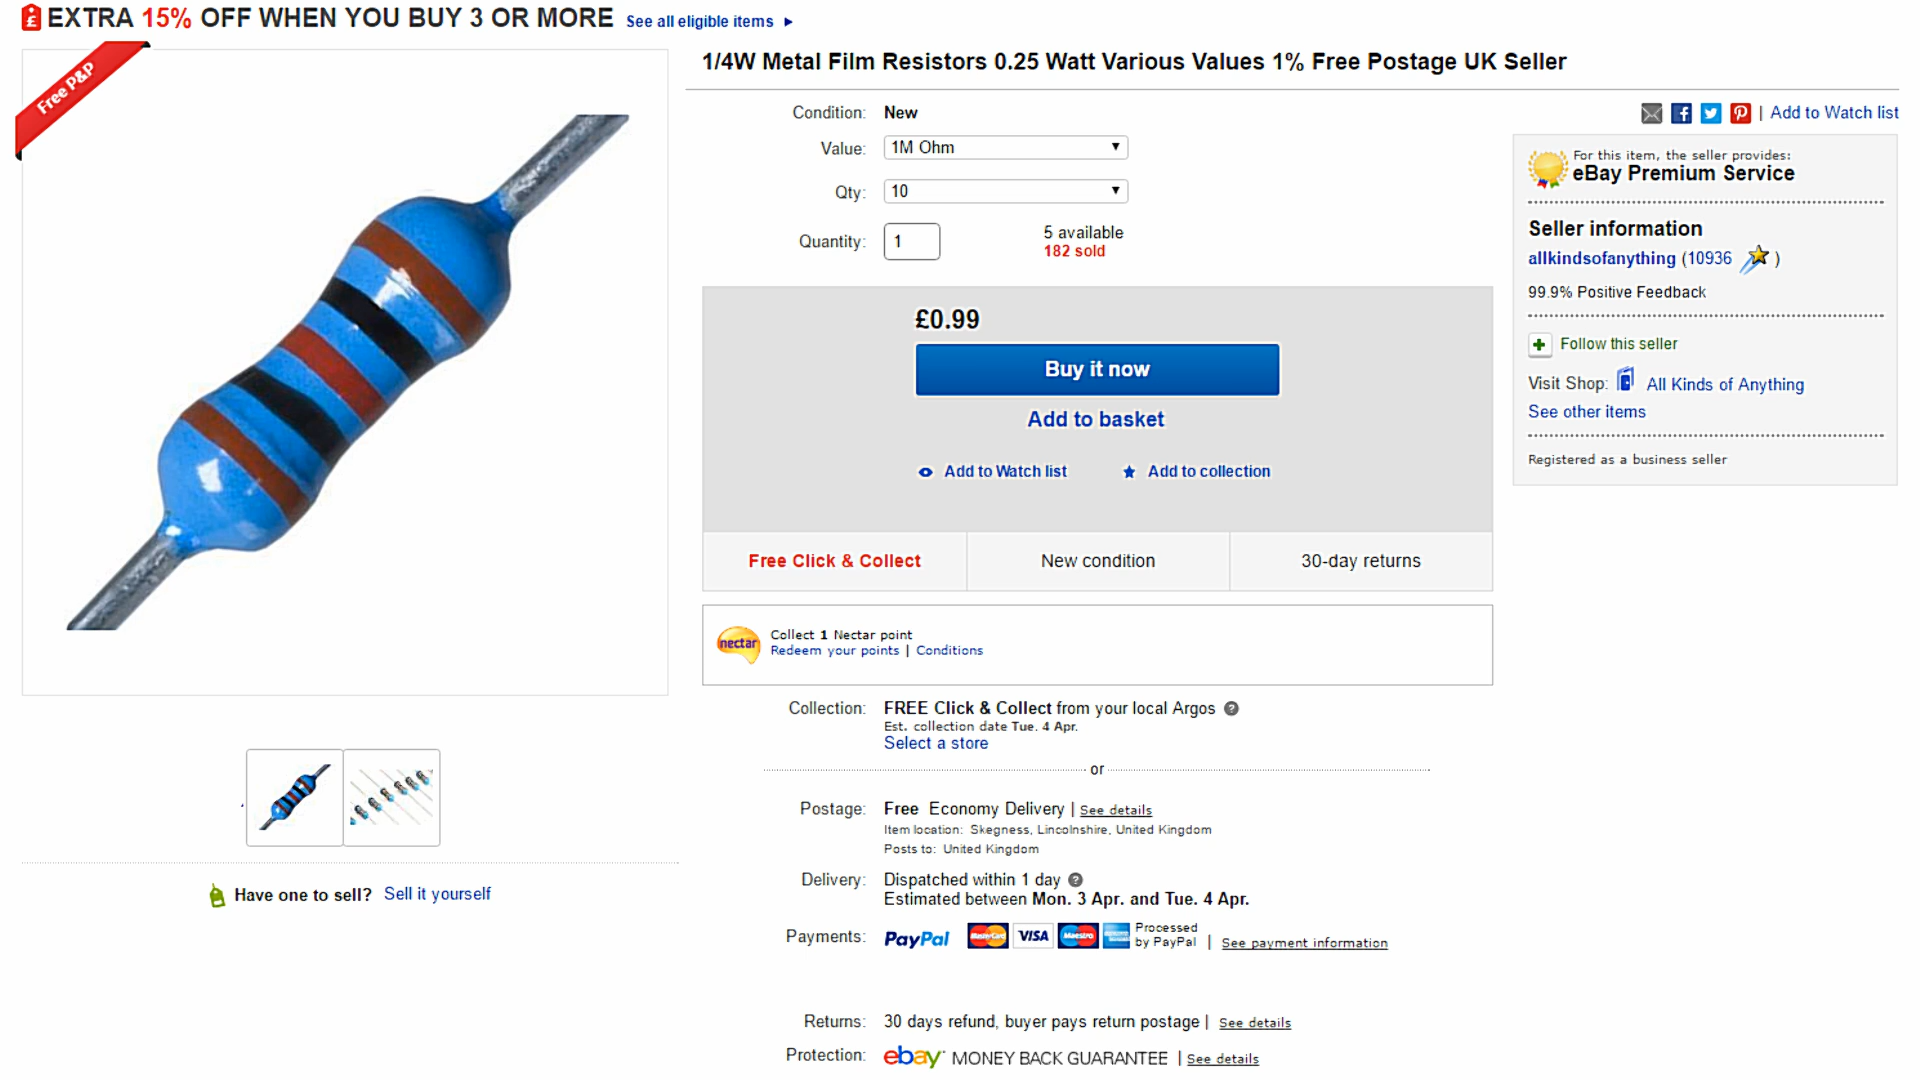 EXTRA 15% OFF WHEN YOU BUY 3 OR MORE See all eligible items
Free P&P
1/4W Metal Film Resistors 0.25 Watt Various Values 1% Free Postage UK Seller
Condition: New
Value: 1M Ohm
Qty: 10
Quantity: 1
5 available
182 sold
£0.99
Buy it now
Add to basket
Add to Watch list
Add to collection
Free Click & Collect
New condition
30-day returns
nectar
Collect 1 Nectar point
Redeem your points | Conditions
Collection: FREE Click & Collect from your local Argos ?
Est. collection date Tue. 4 Apr.
Select a store
or
Postage: Free Economy Delivery | See details
Item location: Skegness, Lincolnshire, United Kingdom
Posts to: United Kingdom
Delivery: Dispatched within 1 day ?
Estimated between Mon. 3 Apr. and Tue. 4 Apr.
Payments: PayPal MasterCard VISA Maestro Processed
by PayPal | See payment information
Returns: 30 days refund, buyer pays return postage | See details
Protection: ebay MONEY BACK GUARANTEE | See details
| Add to Watch list
For this item, the seller provides:
eBay Premium Service
Seller information
allkindsofanything (10936 )
99.9% Positive Feedback
Follow this seller
Visit Shop: All Kinds of Anything
See other items
Registered as a business seller
Have one to sell? Sell it yourself